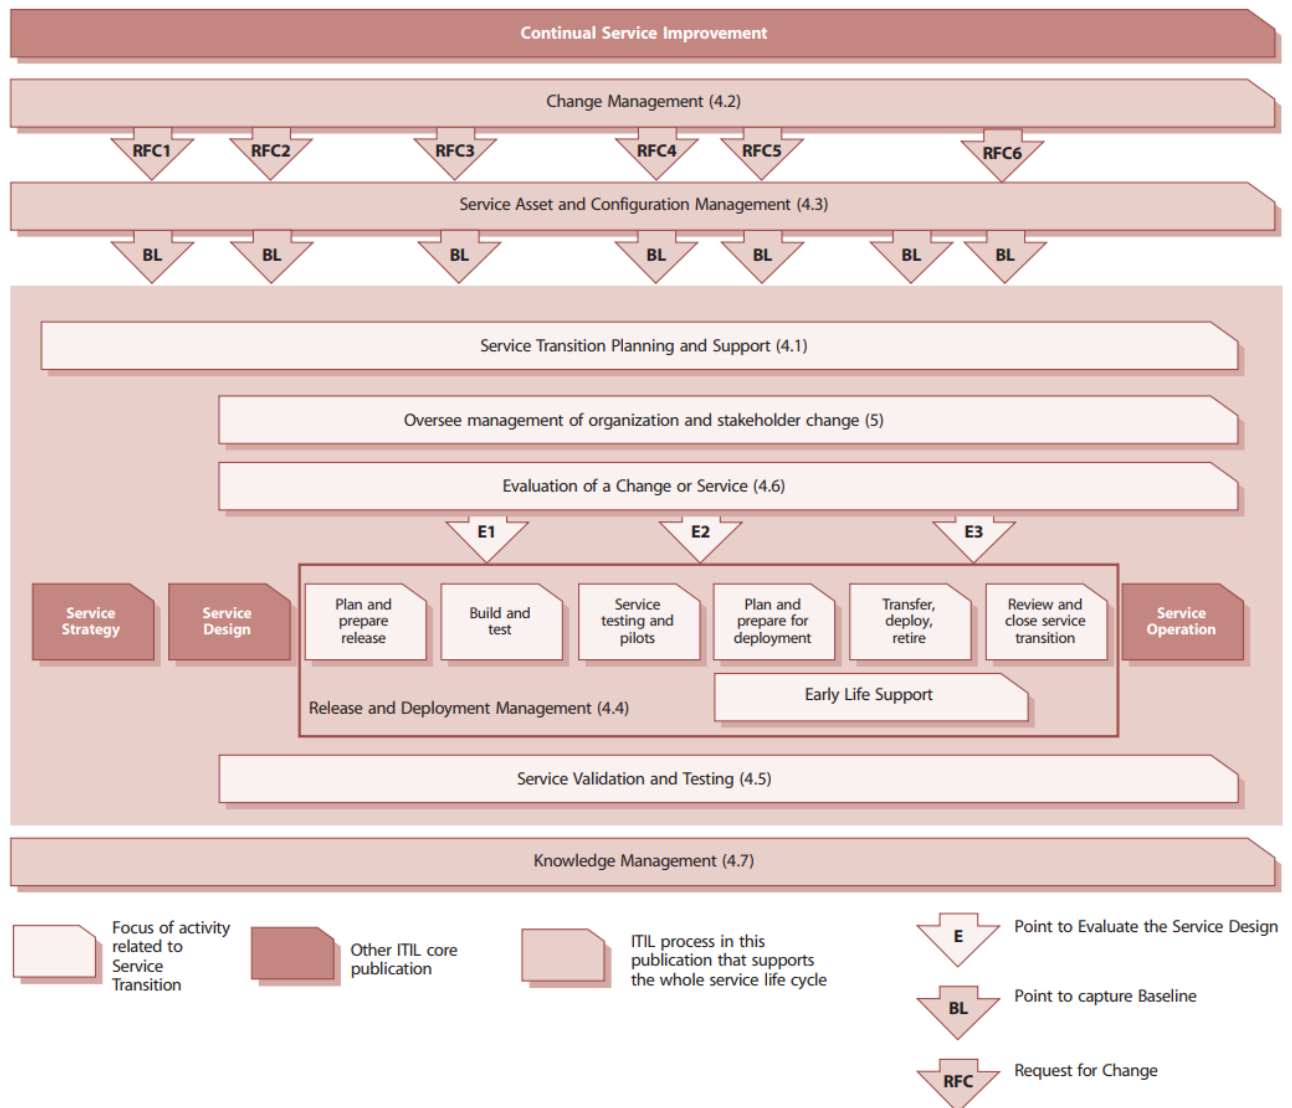 Continual Service Improvement
Change Management (4.2)
RFC1
RFC2
RFC3
RFC4
RFC5
RFC6
Service Asset and Configuration Management (4.3)
BL
BL
BL
BL
BL
BL
BL
Service Transition Planning and Support (4.1)
Oversee management of organization and stakeholder change (5)
Evaluation of a Change or Service (4.6)
E1
E2
E3
Service
Strategy
Service
Design
Plan and
prepare
release
Build and
test
Service
testing and
pilots
Plan and
prepare for
deployment
Transfer,
deploy,
retire
Review and
close service
transition
Service
Operation
Early Life Support
Release and Deployment Management (4.4)
Service Validation and Testing (4.5)
Knowledge Management (4.7)
Focus of activity
related to
Service
Transition
Other ITIL core
publication
ITIL process in this
publication that supports
the whole service life cycle
E
Point to Evaluate the Service Design
BL
Point to capture Baseline
RFC
Request for Change